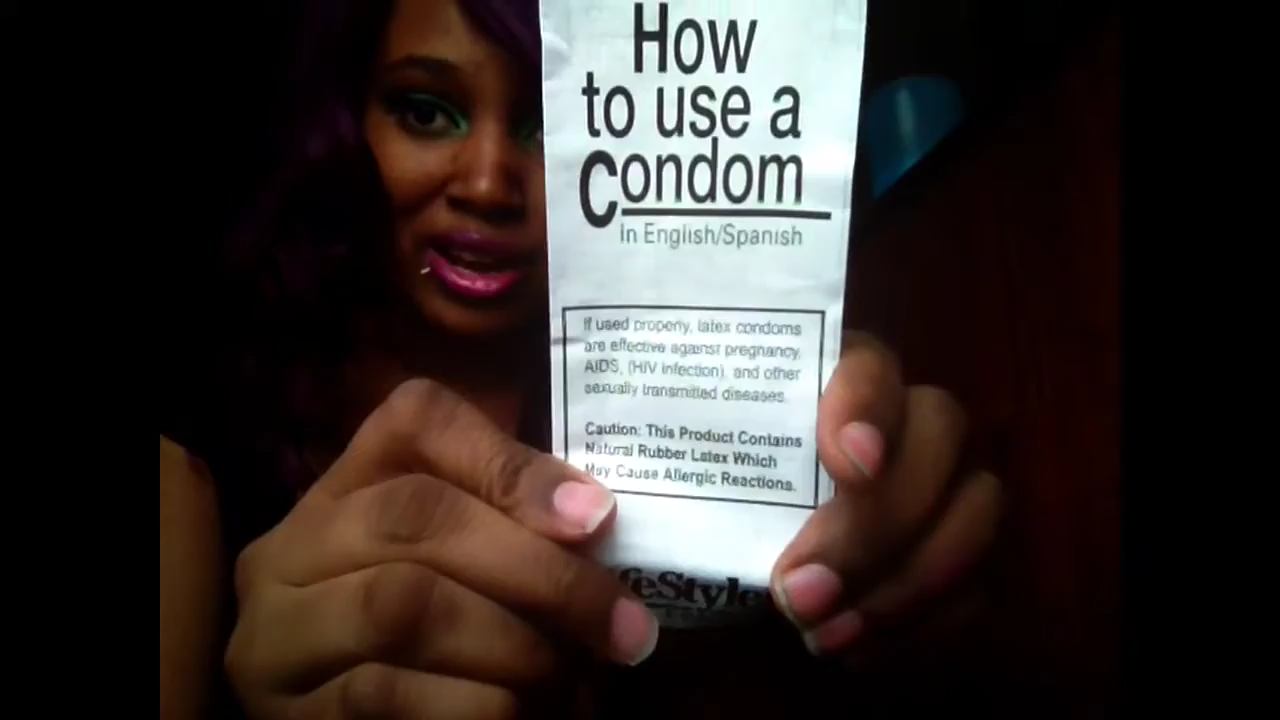 How
to use a
Condom
In English/Spanish
If used properly, latex condoms
are effective against pregnancy,
AIDS, (HIV infection), and other
sexually transmitted diseases.
Caution: This Product Contains
Natural Rubber Latex Which
May Cause Allergic Reactions.
feStyle